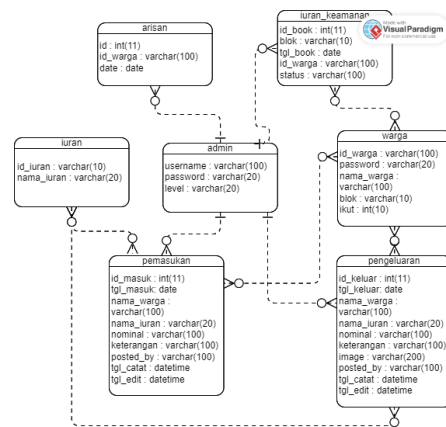 arisan
id : int(11)
id_warga : varchar(100)
date : date
iuran_keamanan
id_book : int(11)
blok : varchar(10)
tgl_book : date
id_warga : varchar(100)
status : varchar(100)
Made with
Visual Paradigm
For non-commercial use
iuran
id_iuran : varchar(10)
nama_iuran : varchar(20)
admin
username : varchar(100)
password : varchar(20)
level : varchar(20)
warga
id_warga : varchar(100)
password : varchar(20)
nama_warga :
varchar(100)
blok : varchar(10)
ikut : int(10)
pemasukan
id_masuk : int(11)
tgl_masuk: date
nama_warga :
varchar(100)
nama_iuran : varchar(20)
nominal : varchar(100)
keterangan : varchar(100)
posted_by : varchar(100)
tgl_catat : datetime
tgl_edit : datetime
pengeluaran
id_keluar : int(11)
tgl_keluar: date
nama_warga :
varchar(100)
nama_iuran : varchar(20)
nominal : varchar(100)
keterangan : varchar(100)
image : varchar(200)
posted_by : varchar(100)
tgl_catat : datetime
tgl_edit : datetime